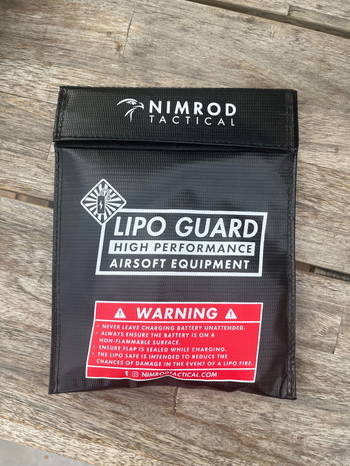 NIMROD
TACTICAL
LIPO GUARD
HIGH PERFORMANCE
AIRSOFT EQUIPMENT
WARNING
• NEVER LEAVE CHARGING BATTERY UNATTENDED.
• ALWAYS ENSURE THE BATTERY IS ON A
NON-FLAMMABLE SURFACE.
• ENSURE FLAP IS SEALED WHILE CHARGING.
• THE LIPO SAFE IS INTENDED TO REDUCE THE
CHANCES OF DAMAGE IN THE EVENT OF A LIPO FIRE.
NIMRODTACTICAL.COM